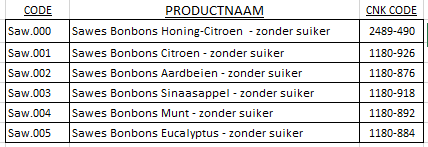 CODE PRODUCTNAAM CNK CODE
Saw.000 Sawes Bonbons Honing-Citroen - zonder suiker 2489-490
Saw.001 Sawes Bonbons Citroen - zonder suiker 1180-926
Saw.002 Sawes Bonbons Aardbeien - zonder suiker 1180-876
Saw.003 Sawes Bonbons Sinaasappel - zonder suiker 1180-918
Saw.004 Sawes Bonbons Munt - zonder suiker 1180-892
Saw.005 Sawes Bonbons Eucalyptus - zonder suiker 1180-884